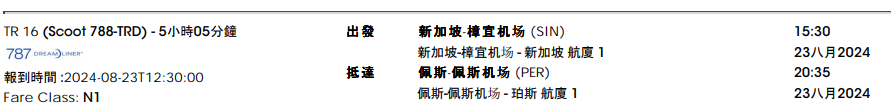 TR 16 (Scoot 788-TRD) - 5小時05分鐘 出發 新加坡-樟宜机场 (SIN) 15:30
787 DREAMLINER 新加坡-樟宜机场 - 新加坡 航廈 1 23八月2024
報到時間 :2024-08-23T12:30:00 抵達 佩斯-佩斯机场 (PER) 20:35
Fare Class: N1 佩斯-佩斯机场 - 珀斯 航廈 1 23八月2024